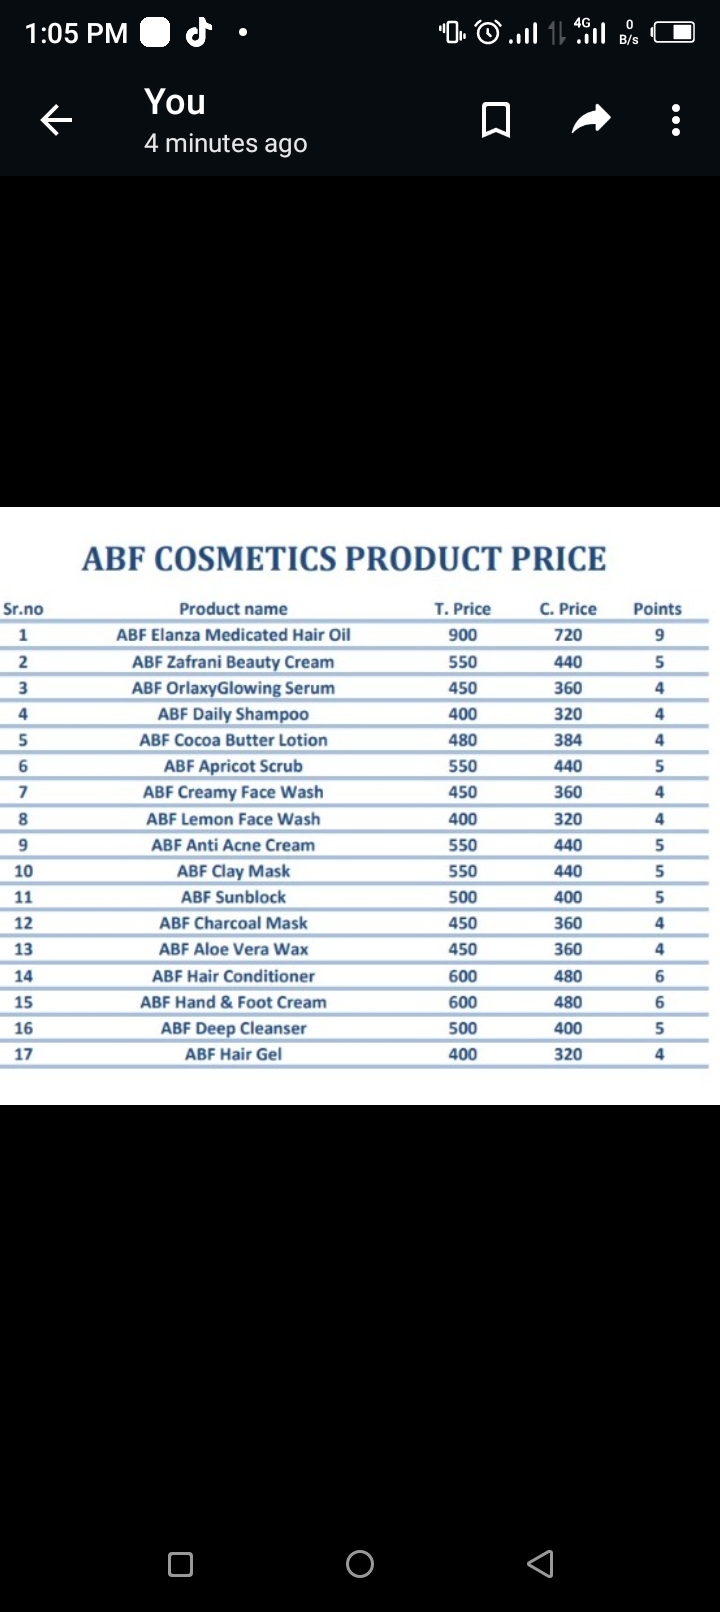 1:05 PM
4G
0
B/s
You
4 minutes ago
ABF COSMETICS PRODUCT PRICE
Sr.no Product name T. Price C. Price Points
1 ABF Elanza Medicated Hair Oil 900 720 9
2 ABF Zafrani Beauty Cream 550 440 5
3 ABF OrlaxyGlowing Serum 450 360 4
4 ABF Daily Shampoo 400 320 4
5 ABF Cocoa Butter Lotion 480 384 4
6 ABF Apricot Scrub 550 440 5
7 ABF Creamy Face Wash 450 360 4
8 ABF Lemon Face Wash 400 320 4
9 ABF Anti Acne Cream 550 440 5
10 ABF Clay Mask 550 440 5
11 ABF Sunblock 500 400 5
12 ABF Charcoal Mask 450 360 4
13 ABF Aloe Vera Wax 450 360 4
14 ABF Hair Conditioner 600 480 6
15 ABF Hand & Foot Cream 600 480 6
16 ABF Deep Cleanser 500 400 5
17 ABF Hair Gel 400 320 4